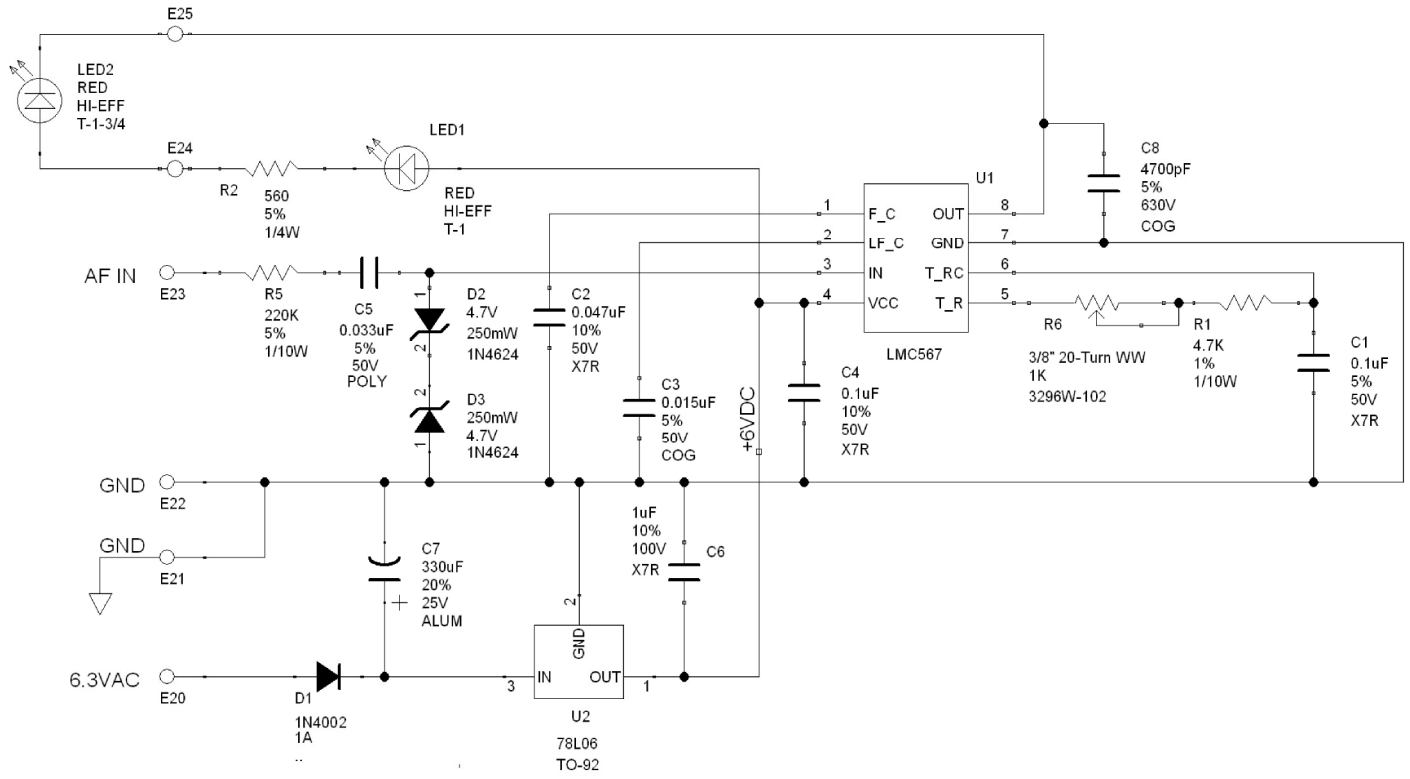 E25
LED2
RED
HI-EFF
T-1-3/4
E24
R2
560
5%
1/4W
LED1
RED
HI-EFF
T-1
U1
C8
4700pF
5%
630V
COG
1 F_C OUT 8
2 LF_C GND 7
3 IN T_RC 6
4 VCC T_R 5
LMC567
AF IN
E23
R5
220K
5%
1/10W
C5
0.033uF
5%
50V
POLY
1
D2
4.7V
250mW
1N4624
2
2
D3
250mW
4.7V
1N4624
1
C2
0.047uF
10%
50V
X7R
C3
0.015uF
5%
50V
COG
+6VDC
C4
0.1uF
10%
50V
X7R
R6
3/8" 20-Turn WW
1K
3296W-102
R1
4.7K
1%
1/10W
C1
0.1uF
5%
50V
X7R
GND
E22
GND
E21
C7
330uF
20%
25V
ALUM
+
1uF
10%
100V
X7R
C6
2
GND
3 IN OUT 1
U2
78L06
TO-92
6.3VAC
E20
D1
1N4002
1A